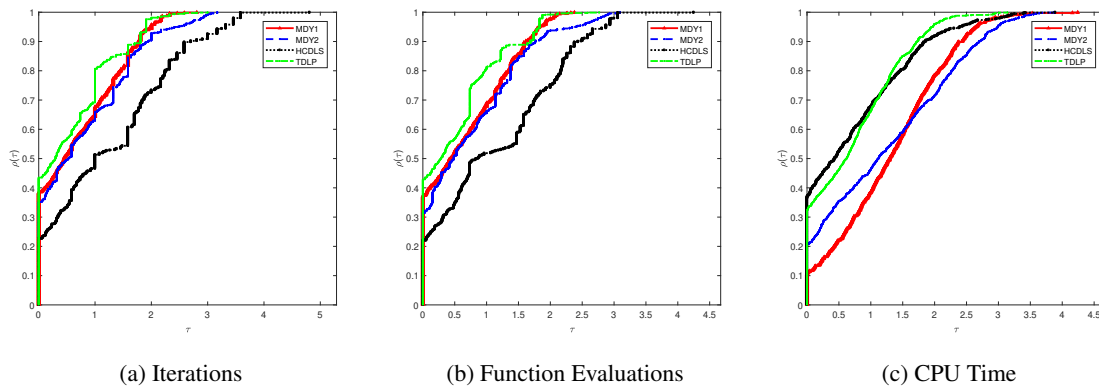 1
0.9
0.8
0.7
0.6
0.5
0.4
0.3
0.2
0.1
0
ρ(τ)
0 1 2 3 4 5
τ
MDY1
MDY2
HCDLS
TDLP
(a) Iterations
1
0.9
0.8
0.7
0.6
0.5
0.4
0.3
0.2
0.1
0
ρ(τ)
0 0.5 1 1.5 2 2.5 3 3.5 4 4.5
τ
MDY1
MDY2
HCDLS
TDLP
(b) Function Evaluations
1
0.9
0.8
0.7
0.6
0.5
0.4
0.3
0.2
0.1
0
ρ(τ)
0 0.5 1 1.5 2 2.5 3 3.5 4 4.5
τ
MDY1
MDY2
HCDLS
TDLP
(c) CPU Time